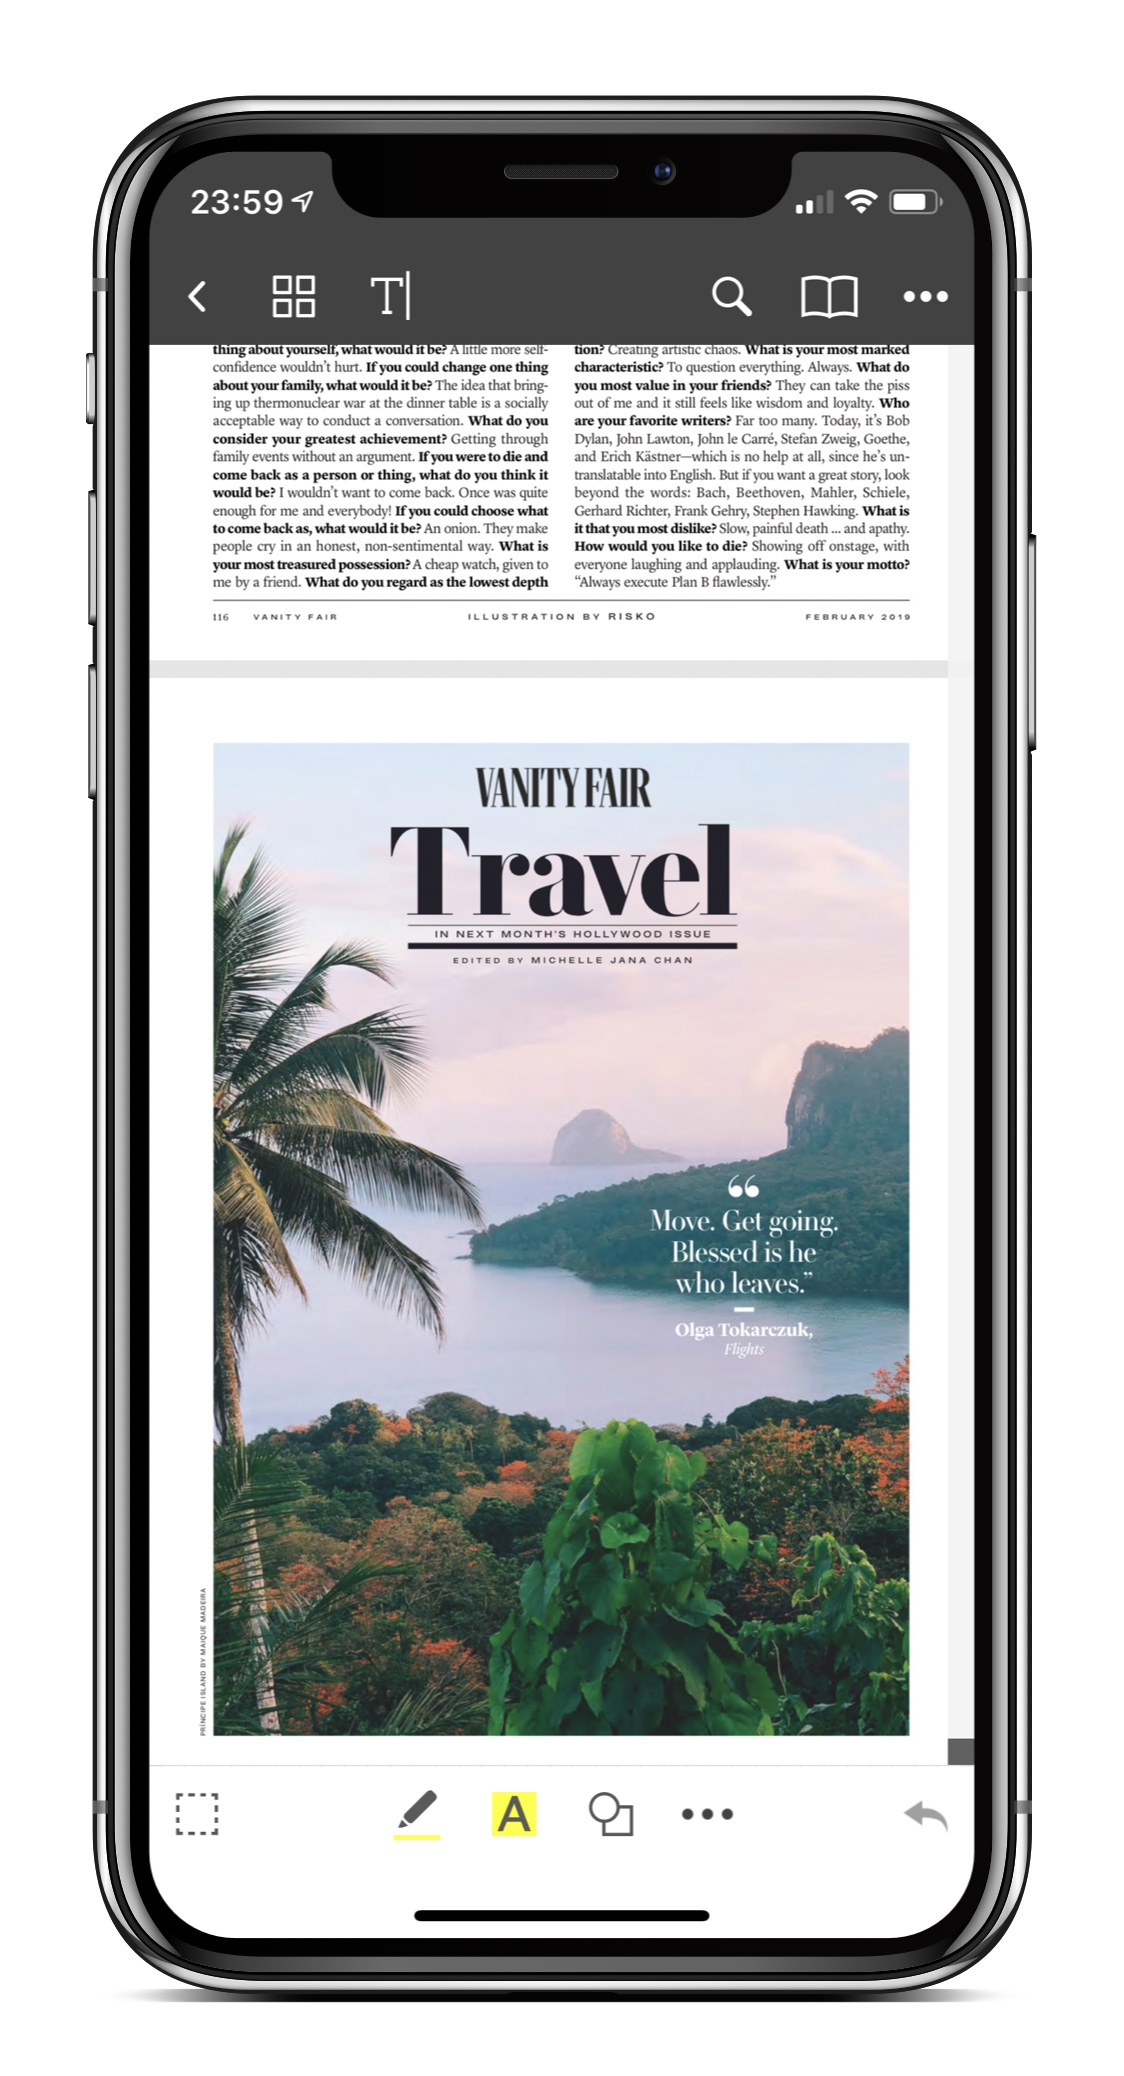 23:59
T
thing about yourself, what would it be? A little more self-
confidence wouldn't hurt. If you could change one thing
about your family, what would it be? The idea that bring-
ing up thermonuclear war at the dinner table is a socially
acceptable way to conduct a conversation. What do you
consider your greatest achievement? Getting through
family events without an argument. If you were to die and
come back as a person or thing, what do you think it
would be? I wouldn't want to come back. Once was quite
enough for me and everybody! If you could choose what
to come back as, what would it be? An onion. They make
people cry in an honest, non-sentimental way. What is
your most treasured possession? A cheap watch, given to
me by a friend. What do you regard as the lowest depth
tion? Creating artistic chaos. What is your most marked
characteristic? To question everything. Always. What do
you most value in your friends? They can take the piss
out of me and it still feels like wisdom and loyalty. Who
are your favorite writers? Far too many. Today, it's Bob
Dylan, John Lawton, John le Carré, Stefan Zweig, Goethe,
and Erich Kästner—which is no help at all, since he's un-
translatable into English. But if you want a great story, look
beyond the words: Bach, Beethoven, Mahler, Schiele,
Gerhard Richter, Frank Gehry, Stephen Hawking. What is
it that you most dislike? Slow, painful death ... and apathy.
How would you like to die? Showing off onstage, with
everyone laughing and applauding. What is your motto?
"Always execute Plan B flawlessly."
116 VANITY FAIR ILLUSTRATION BY RISKO FEBRUARY 2019
VANITY FAIR
Travel
IN NEXT MONTH'S HOLLYWOOD ISSUE
EDITED BY MICHELLE JANA CHAN
“
Move. Get going.
Blessed is he
who leaves.”
Olga Tokarczuk,
Flights
PRÍNCIPE ISLAND BY MAIQUE MADEIRA
A